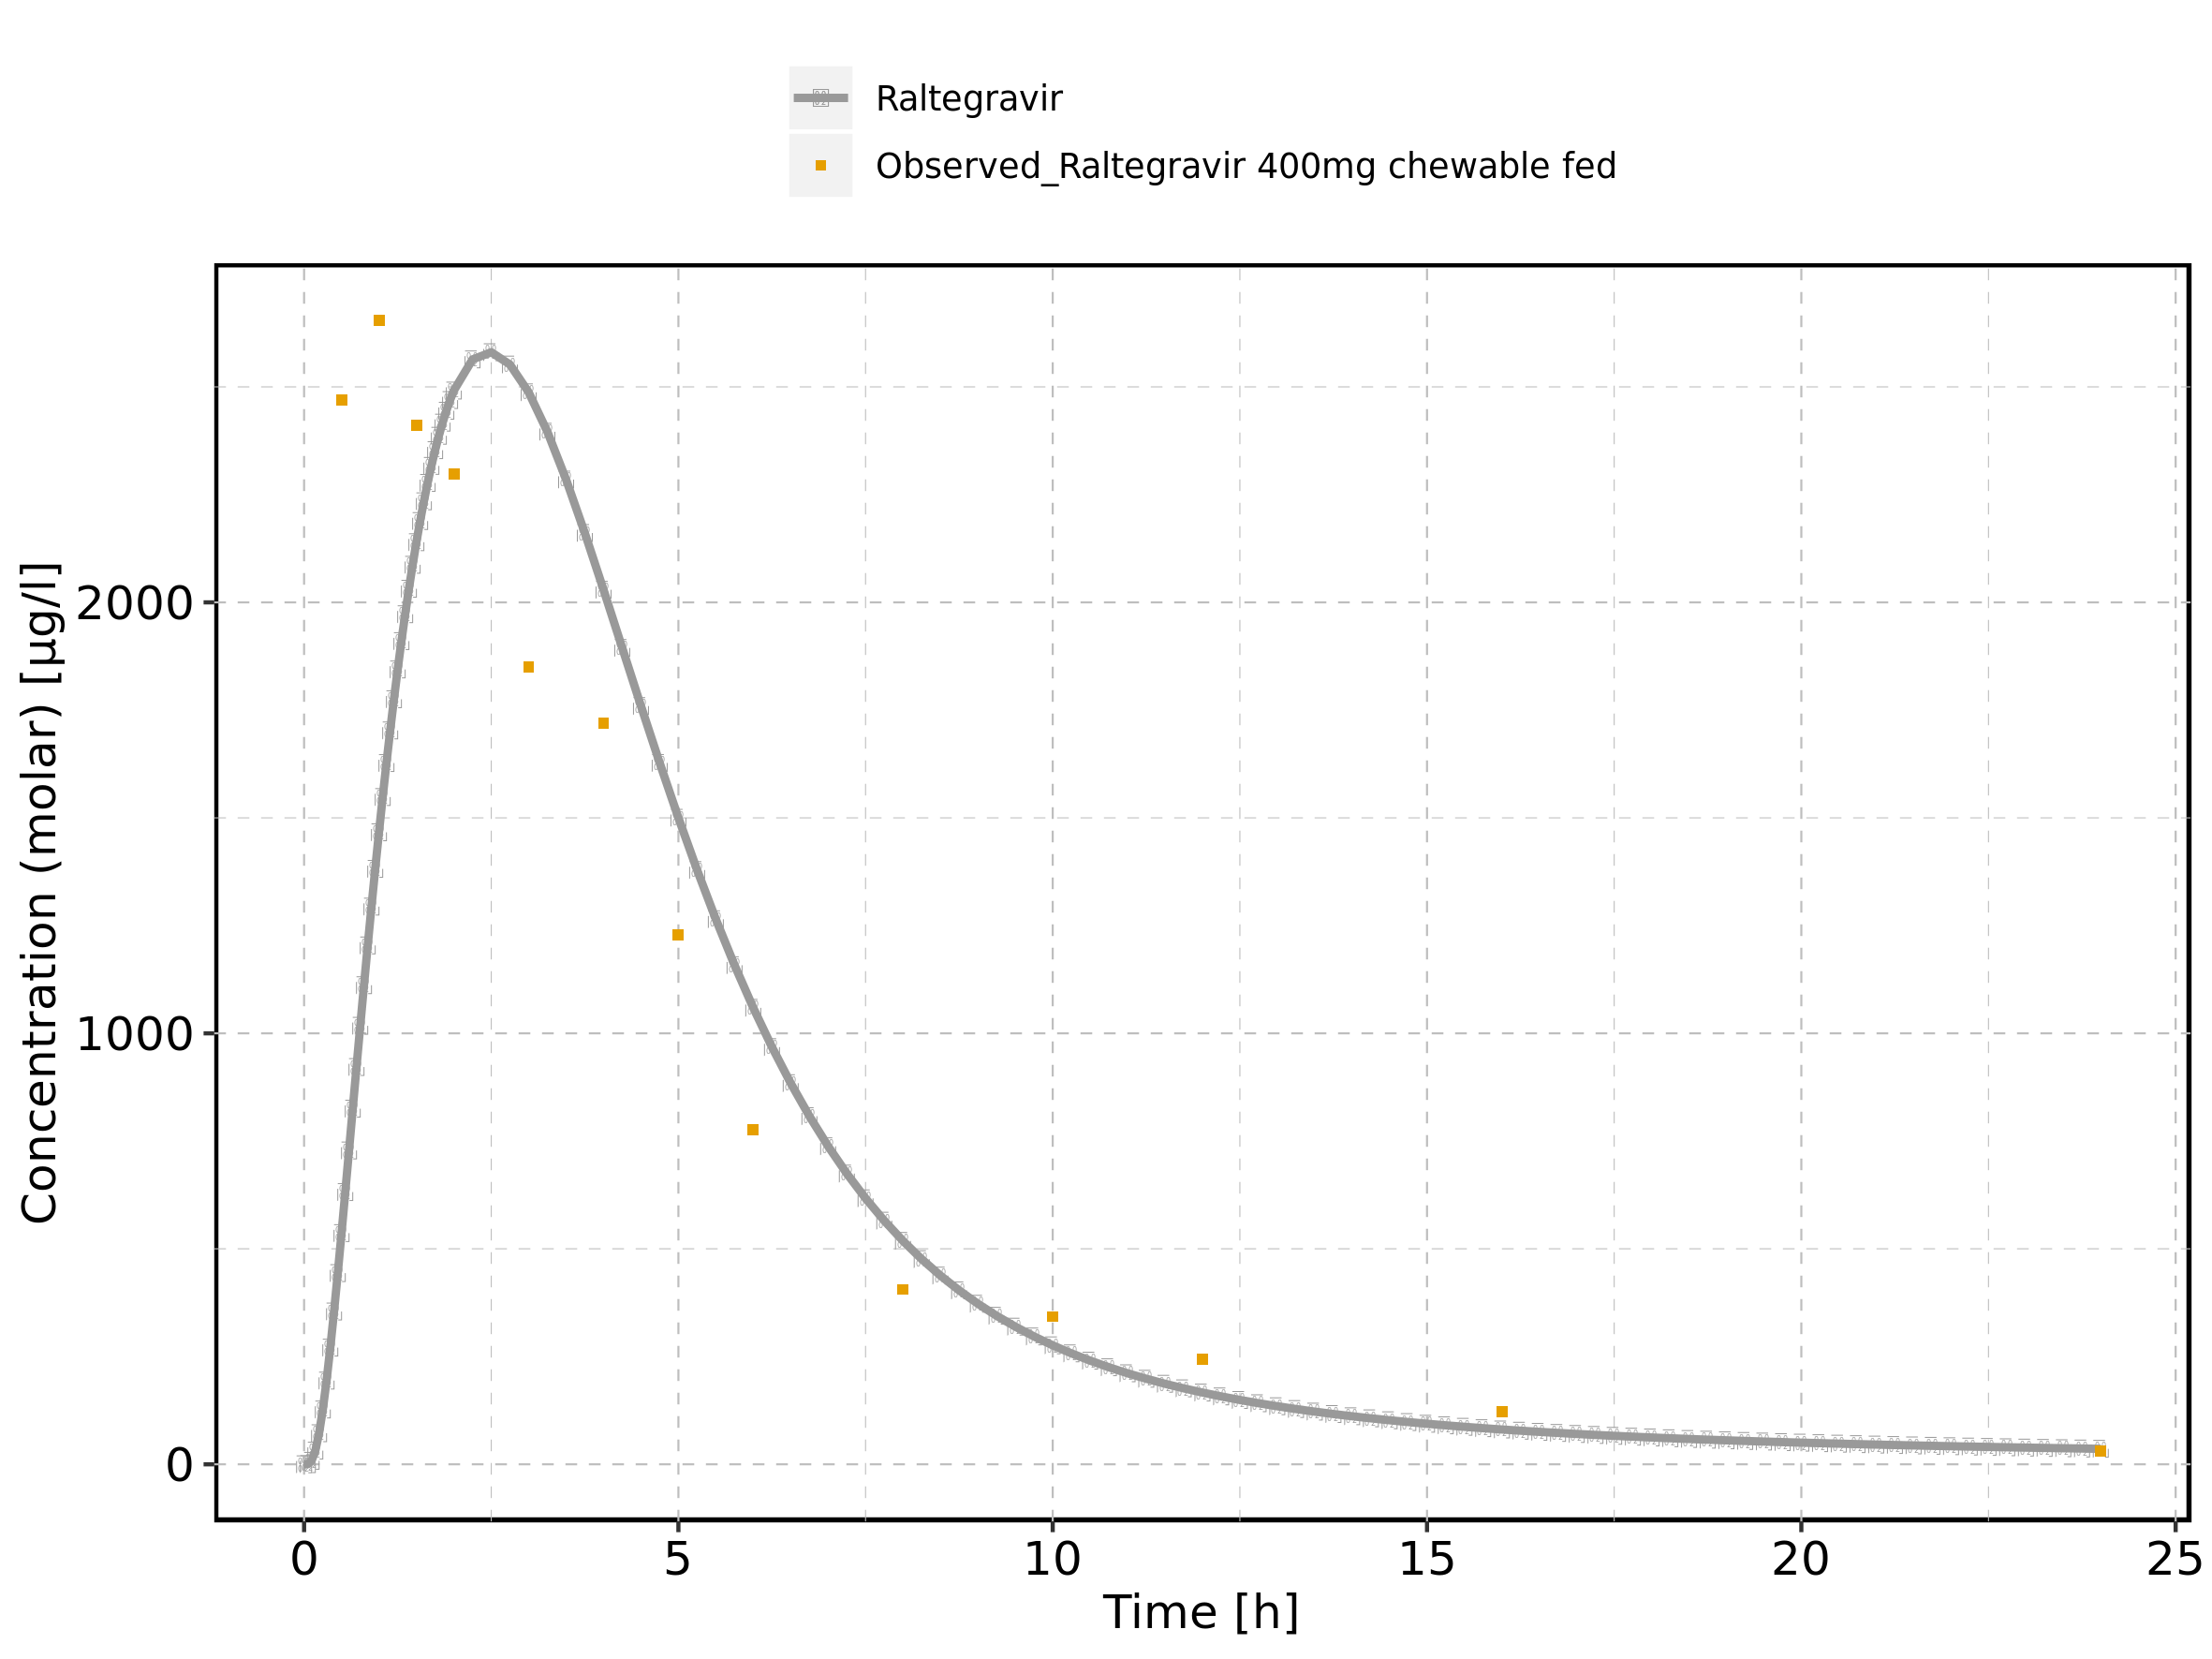 Raltegravir
Observed_Raltegravir 400mg chewable fed
Concentration (molar) [µg/l]
2000
1000
0
0 5 10 15 20 25
Time [h]